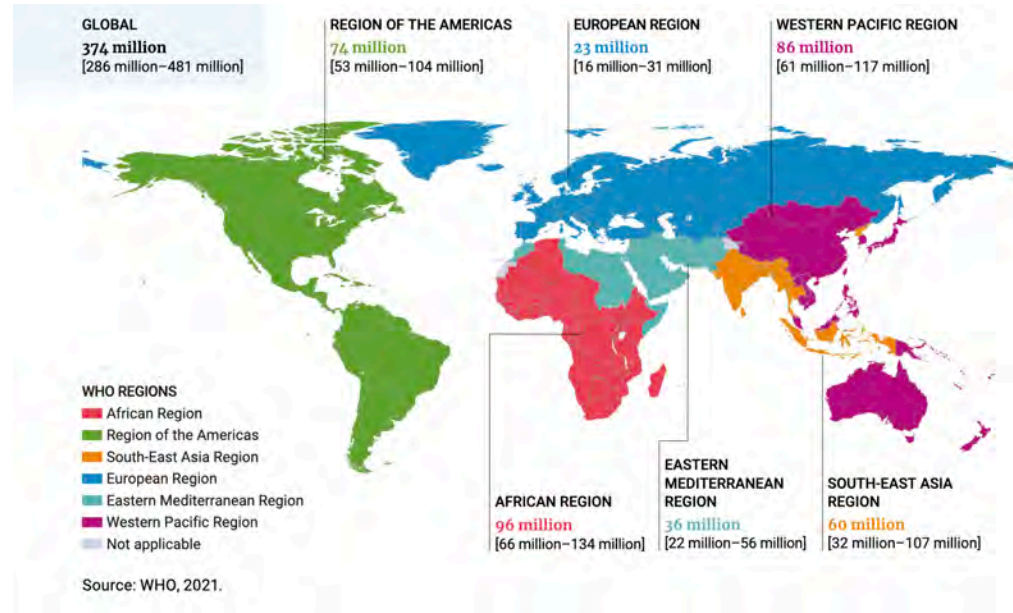 GLOBAL
374 million
[286 million–481 million]
REGION OF THE AMERICAS
74 million
[53 million–104 million]
EUROPEAN REGION
23 million
[16 million–31 million]
WESTERN PACIFIC REGION
86 million
[61 million–117 million]
WHO REGIONS
African Region
Region of the Americas
South-East Asia Region
European Region
Eastern Mediterranean Region
Western Pacific Region
Not applicable
AFRICAN REGION
96 million
[66 million–134 million]
EASTERN
MEDITERRANEAN
REGION
36 million
[22 million–56 million]
SOUTH-EAST ASIA
REGION
60 million
[32 million–107 million]
Source: WHO, 2021.